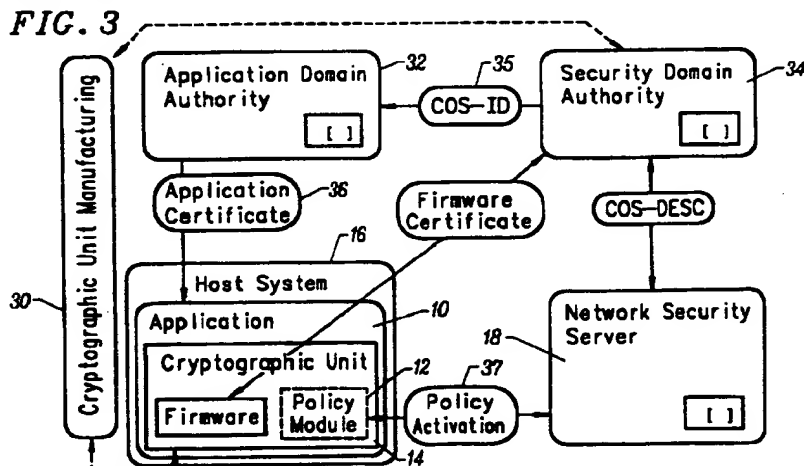 FIG. 3
Cryptographic Unit Manufacturing
30
Application Domain
Authority
[ ]
32
35
COS-ID
Security Domain
Authority
[ ]
34
Application
Certificate
36
Firmware
Certificate
COS-DESC
16
Host System
Application
10
Cryptographic Unit
12
Firmware
Policy
Module
14
37
Policy
Activation
Network Security
Server
18
[ ]